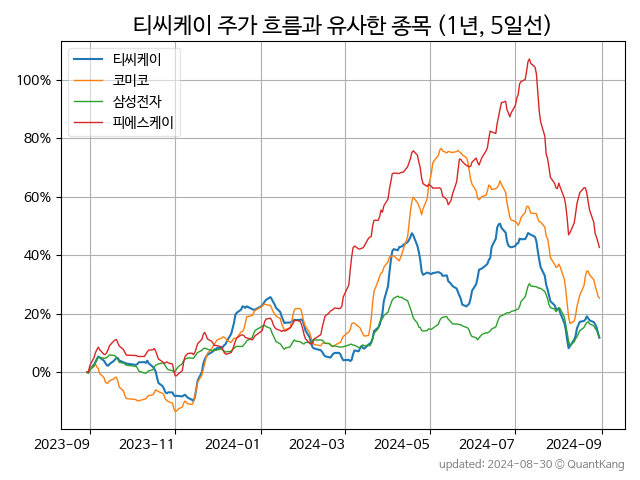 티씨케이 주가 흐름과 유사한 종목 (1년, 5일선)
티씨케이
코미코
삼성전자
피에스케이
100%
80%
60%
40%
20%
0%
2023-09 2023-11 2024-01 2024-03 2024-05 2024-07 2024-09
updated: 2024-08-30 © QuantKang